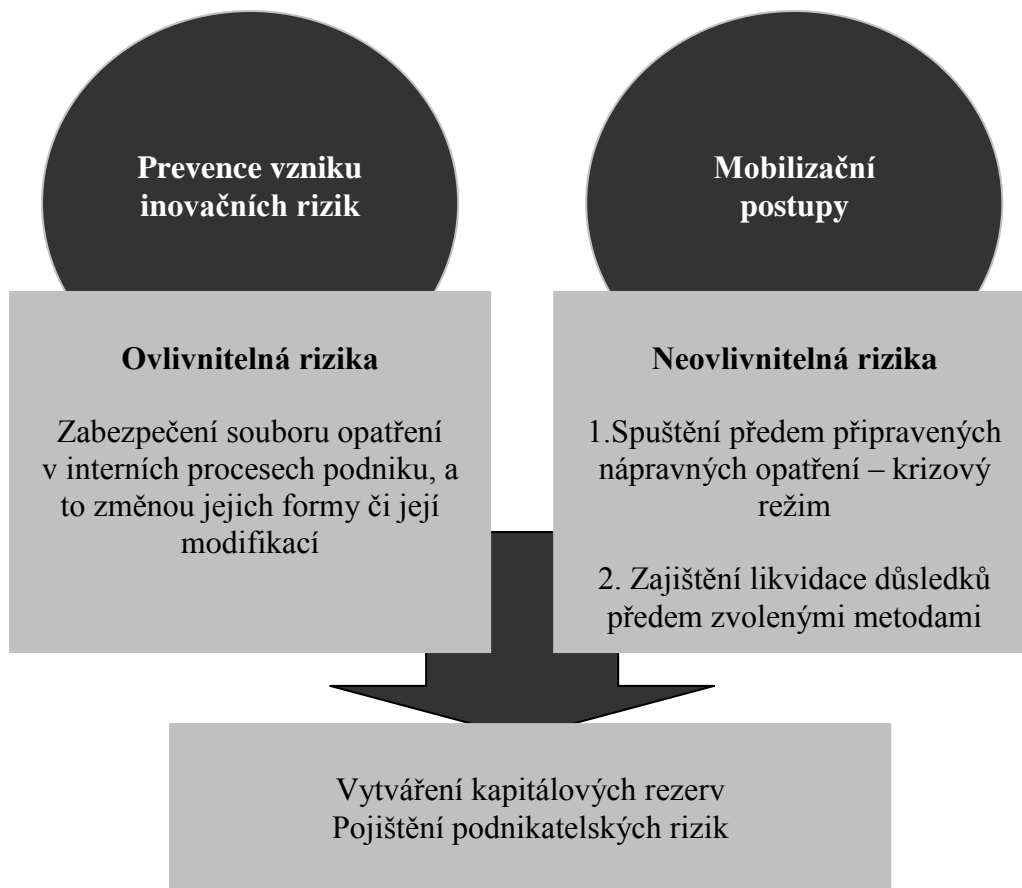 Prevence vzniku
inovačních rizik
Mobilizační
postupy
Ovlivnitelná rizika
Zabezpečení souboru opatření
v interních procesech podniku, a
to změnou jejich formy či její
modifikací
Neovlivnitelná rizika
1.Spuštění předem připravených
nápravných opatření – krizový
režim
2. Zajištění likvidace důsledků
předem zvolenými metodami
Vytváření kapitálových rezerv
Pojištění podnikatelských rizik